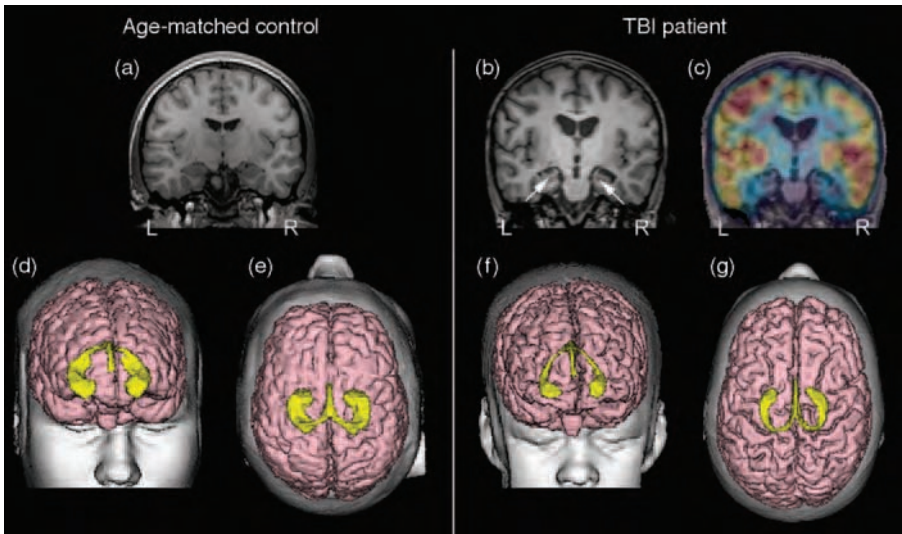 Age-matched control
TBI patient
(a)
(b)
(c)
L R
L R
L R
(d)
(e)
(f)
(g)